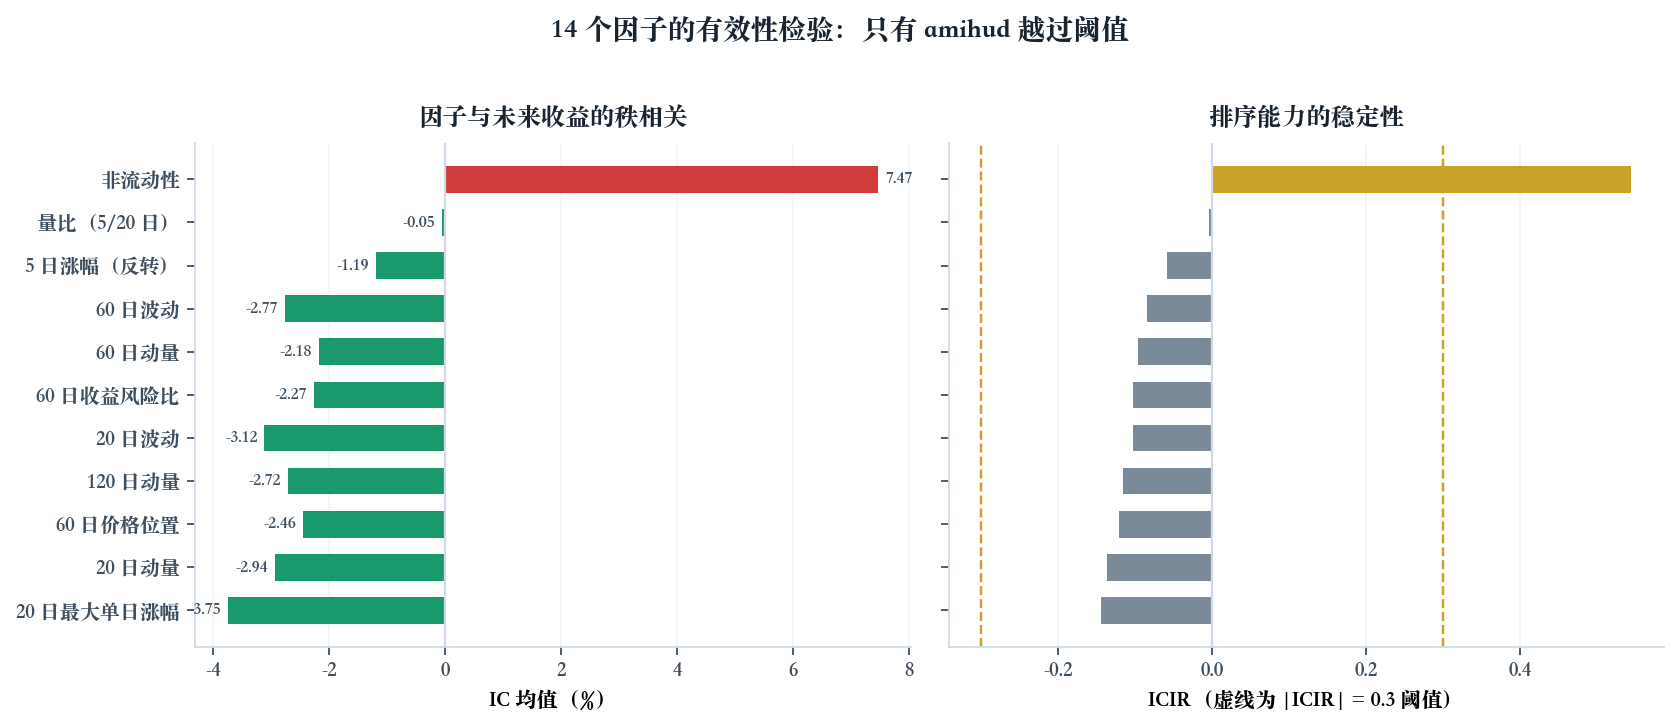 14 个因子的有效性检验：只有 amihud 越过阈值
因子与未来收益的秩相关
非流动性
7.47
量比（5/20 日）
-0.05
5 日涨幅（反转）
-1.19
60 日波动
-2.77
60 日动量
-2.18
60 日收益风险比
-2.27
20 日波动
-3.12
120 日动量
-2.72
60 日价格位置
-2.46
20 日动量
-2.94
20 日最大单日涨幅
-3.75
-4 -2 0 2 4 6 8
IC 均值（%）
排序能力的稳定性
-0.2 0.0 0.2 0.4
ICIR（虚线为 |ICIR| = 0.3 阈值）